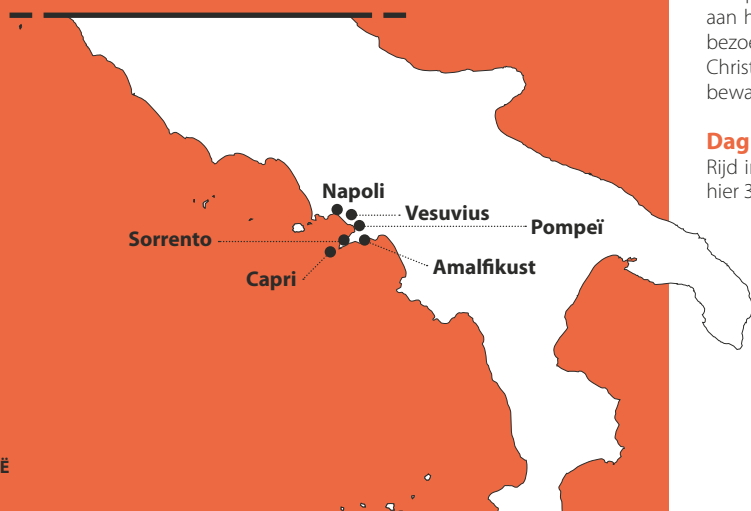 Napoli
Vesuvius
Pompeï
Sorrento
Amalfikust
Capri
Ë
aan h
bezoe
Christ
bewa
Dag
Rijd i
hier 3